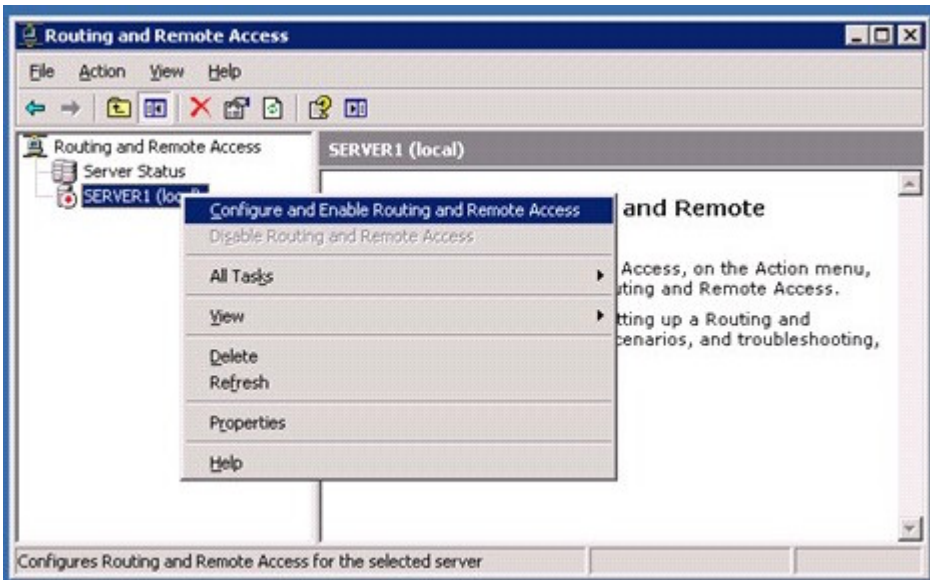 Routing and Remote Access
File Action View Help
Routing and Remote Access
Server Status
SERVER1 (loc
SERVER1 (local)
Configure and Enable Routing and Remote Access
Disable Routing and Remote Access
All Tasks
View
Delete
Refresh
Properties
Help
and Remote
Access, on the Action menu,
uting and Remote Access.
tting up a Routing and
cenarios, and troubleshooting,
Configures Routing and Remote Access for the selected server